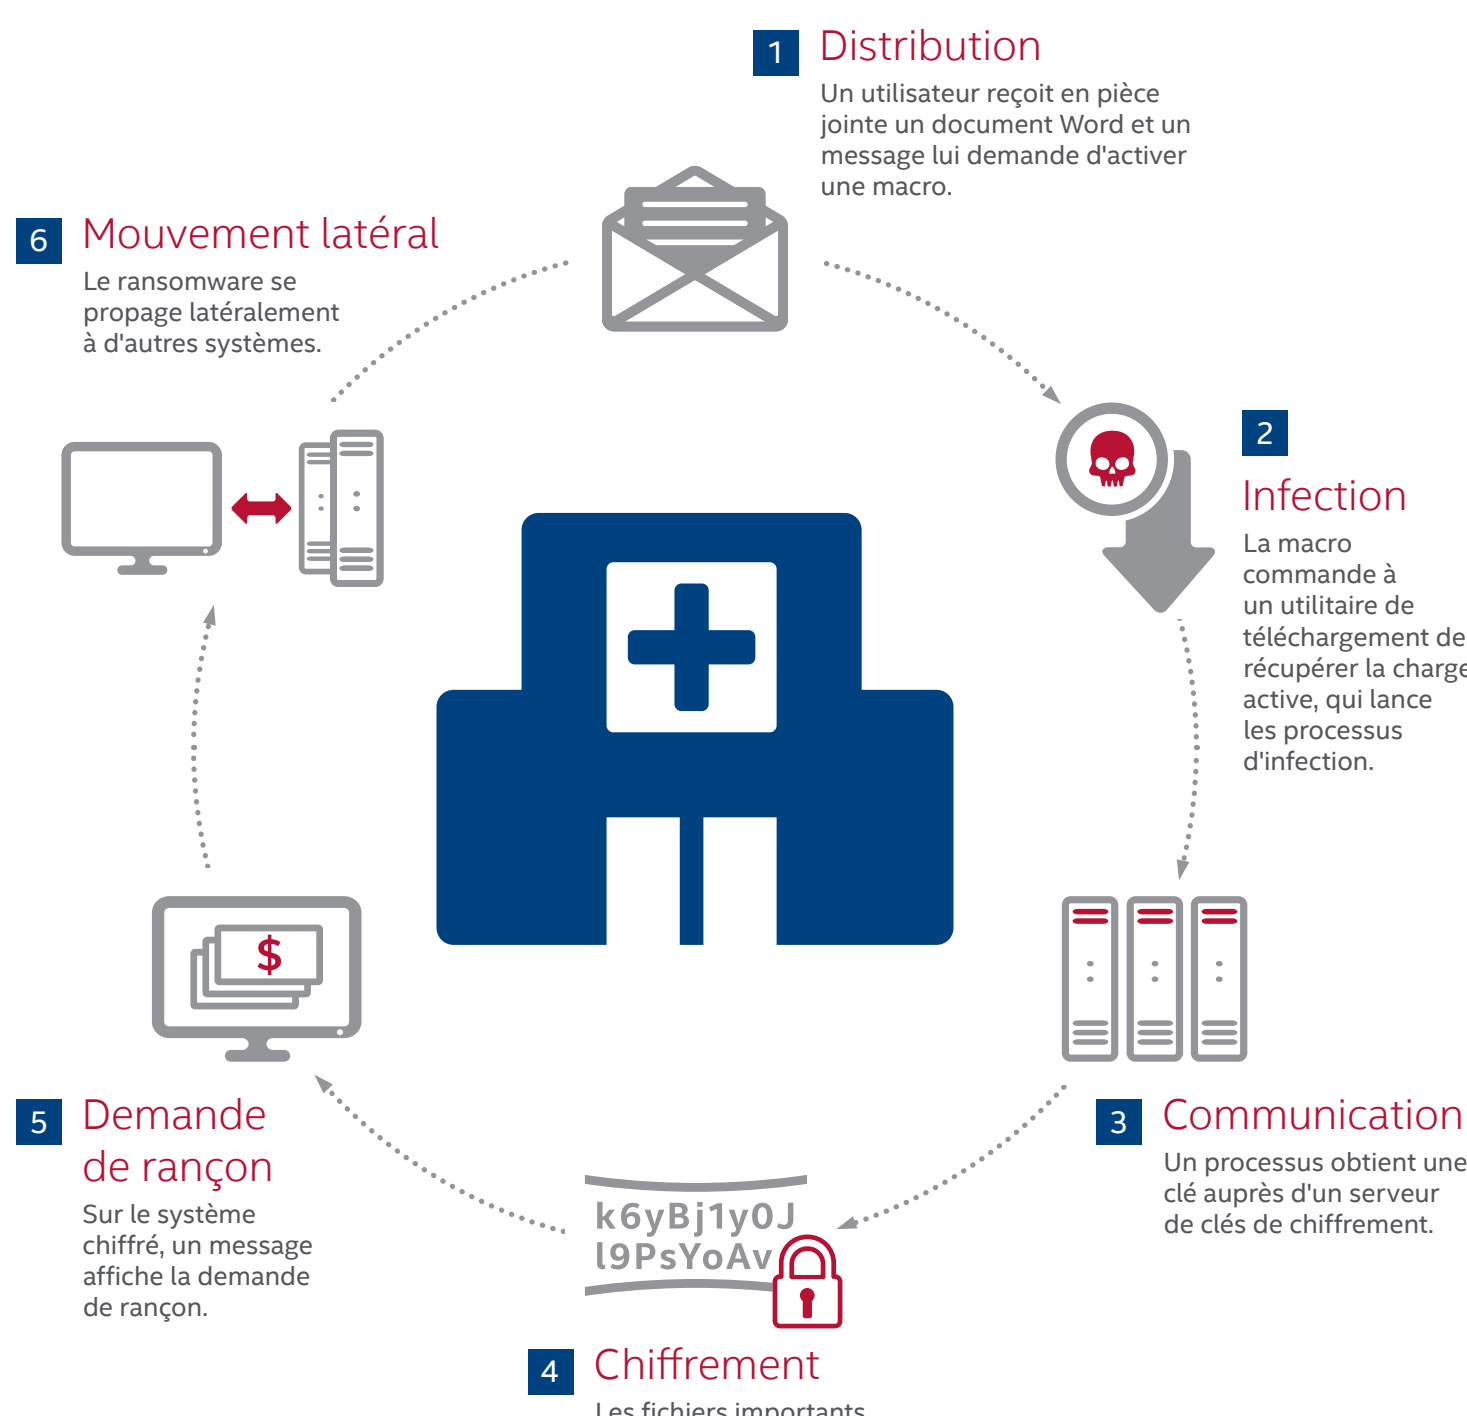 1 Distribution
Un utilisateur reçoit en pièce
jointe un document Word et un
message lui demande d'activer
une macro.
2
Infection
La macro
commande à
un utilitaire de
téléchargement de
récupérer la charge
active, qui lance
les processus
d'infection.
3 Communication
Un processus obtient une
clé auprès d'un serveur
de clés de chiffrement.
k6yBj1y0J
l9PsYoAv
4 Chiffrement
Les fichiers importants
5 Demande
de rançon
Sur le système
chiffré, un message
affiche la demande
de rançon.
$
6 Mouvement latéral
Le ransomware se
propage latéralement
à d'autres systèmes.